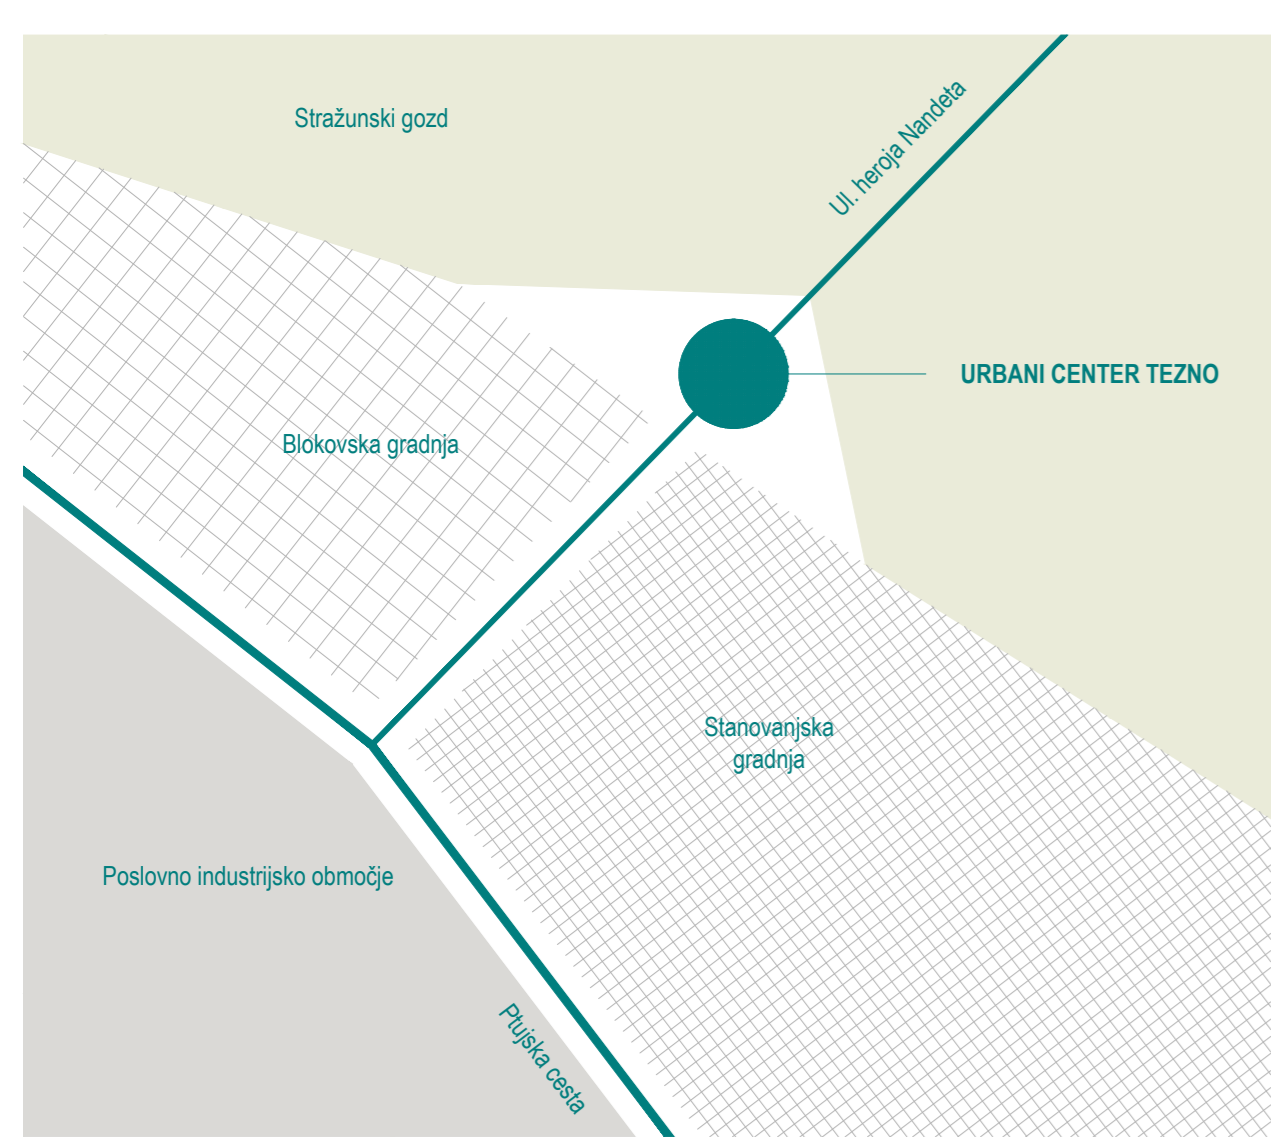 Stražunski gozd
Ul. heroja Nandeta
URBANI CENTER TEZNO
Blokovska gradnja
Stanovanjska
gradnja
Poslovno industrijsko območje
Ptujska cesta